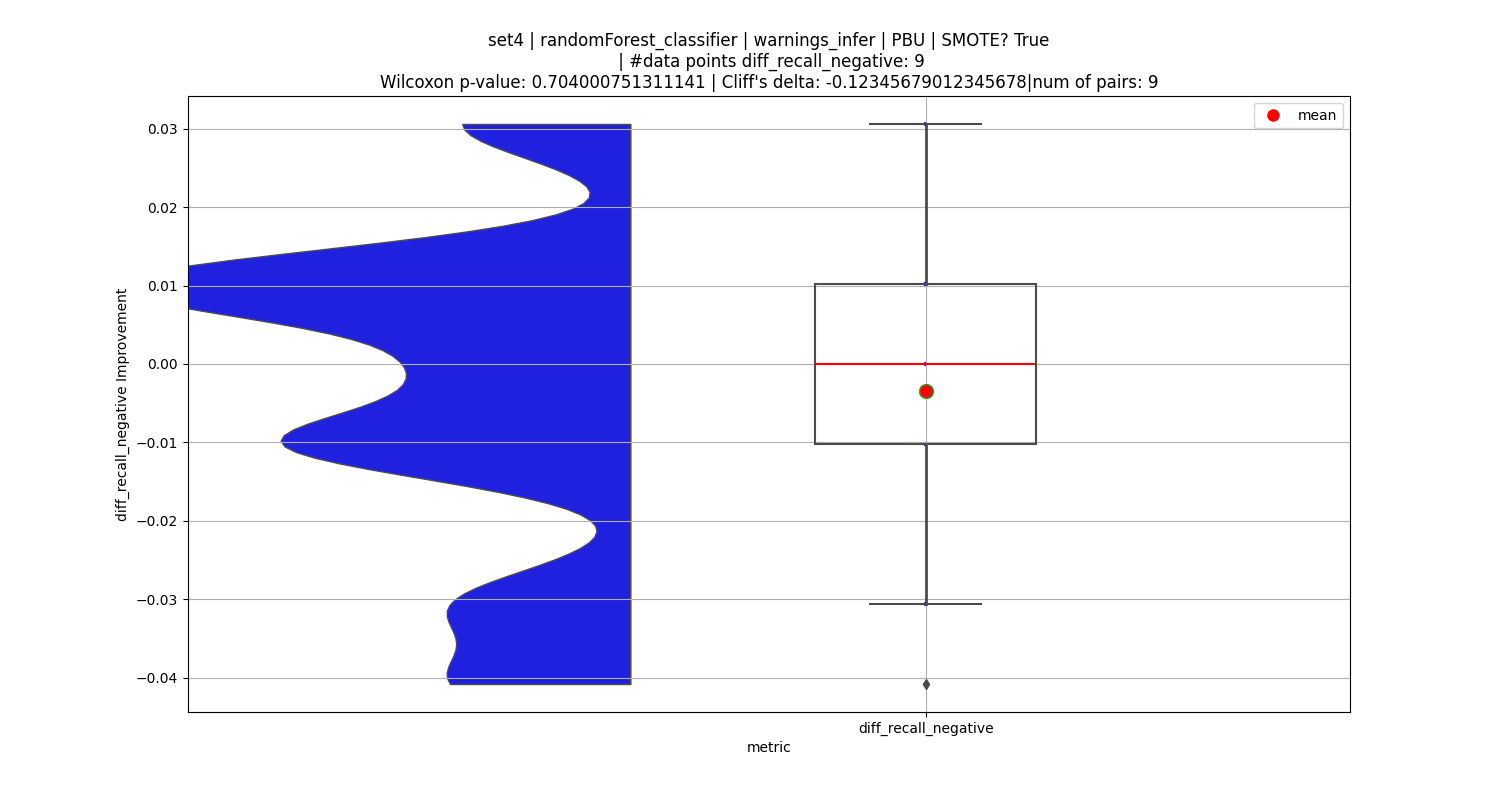 set4 | randomForest_classifier | warnings_infer | PBU | SMOTE? True
| #data points diff_recall_negative: 9
Wilcoxon p-value: 0.704000751311141 | Cliff's delta: -0.12345679012345678|num of pairs: 9
mean
0.03
0.02
0.01
0.00
−0.01
−0.02
−0.03
−0.04
diff_recall_negative Improvement
diff_recall_negative
metric